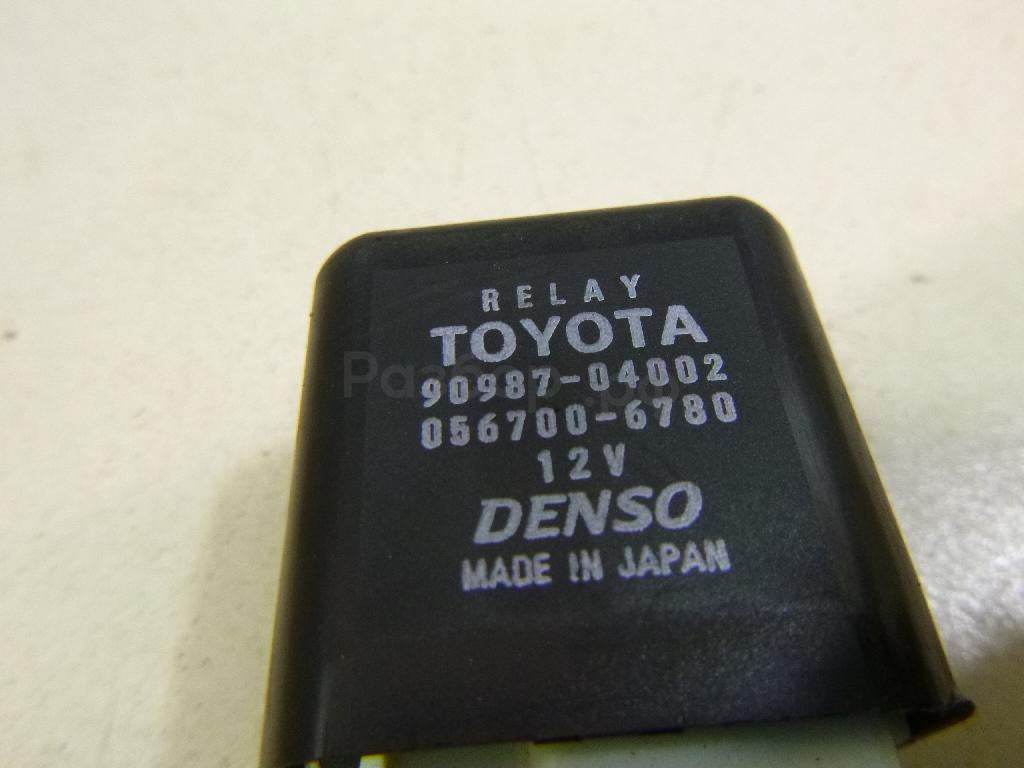 RELAY
TOYOTA
90987-04002
056700-6780
12V
DENSO
MADE IN JAPAN